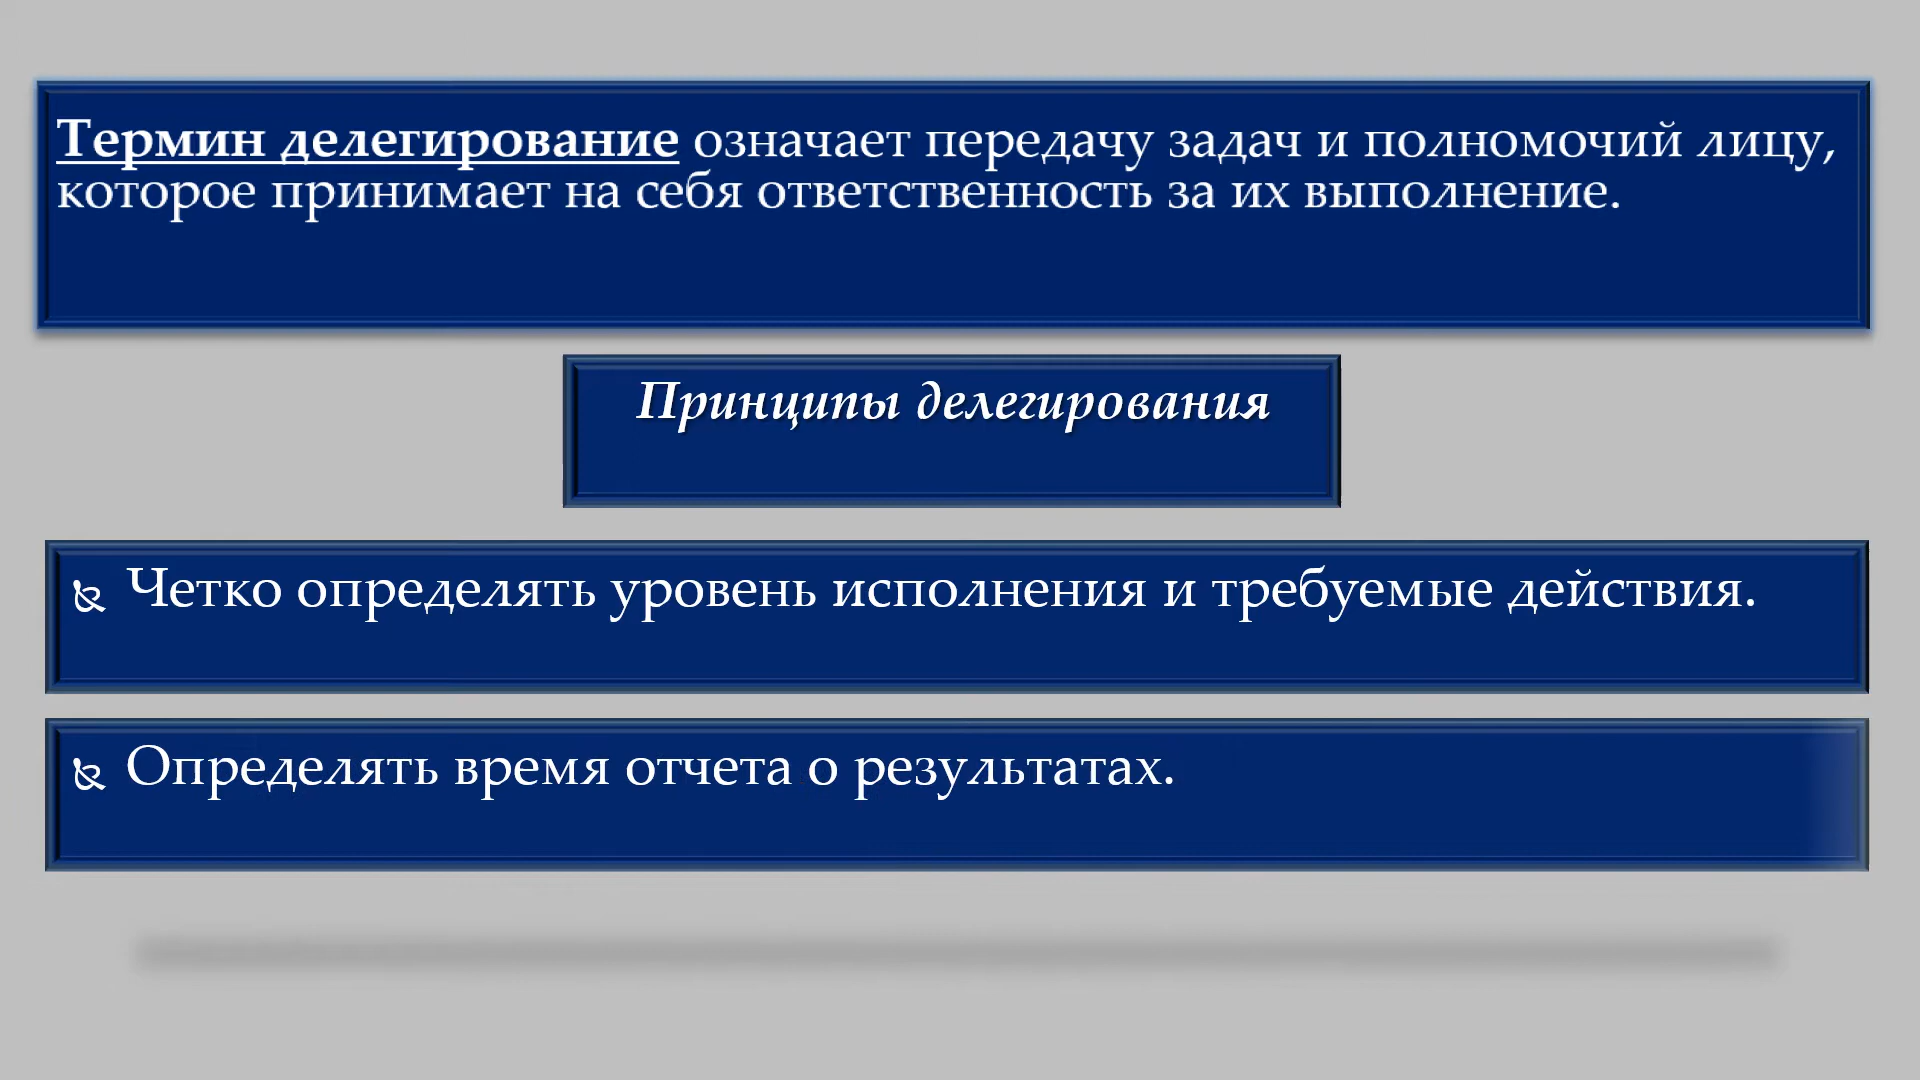 Термин делегирование означает передачу задач и полномочий лицу,
которое принимает на себя ответственность за их выполнение.
Принципы делегирования
Четко определять уровень исполнения и требуемые действия.
Определять время отчета о результатах.